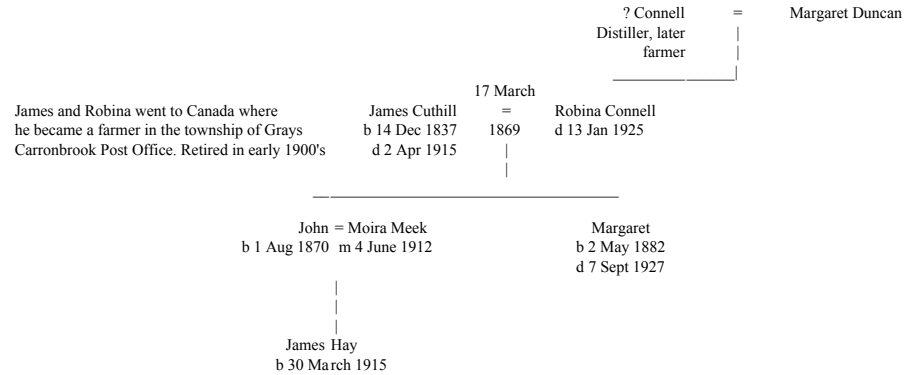 ? Connell = Margaret Duncan
Distiller, later
farmer
17 March
James and Robina went to Canada where James Cuthill = Robina Connell
he became a farmer in the township of Grays b 14 Dec 1837 1869 d 13 Jan 1925
Carronbrook Post Office. Retired in early 1900's d 2 Apr 1915
John = Moira Meek Margaret
b 1 Aug 1870 m 4 June 1912 b 2 May 1882
d 7 Sept 1927
James Hay
b 30 March 1915